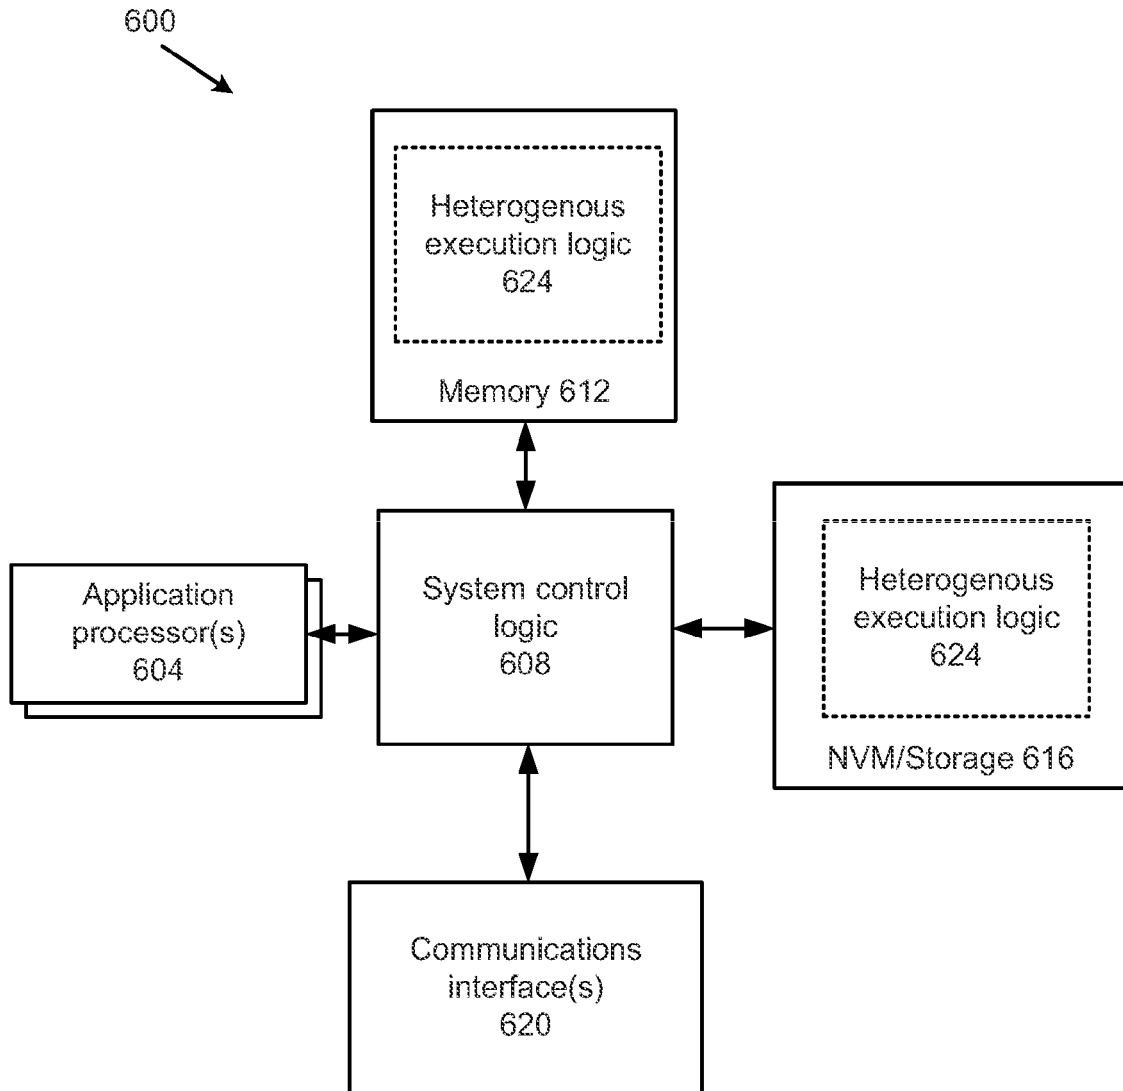 600
Heterogenous
execution logic
624
Memory 612
Application
processor(s)
604
System control
logic
608
Heterogenous
execution logic
624
NVM/Storage 616
Communications
interface(s)
620